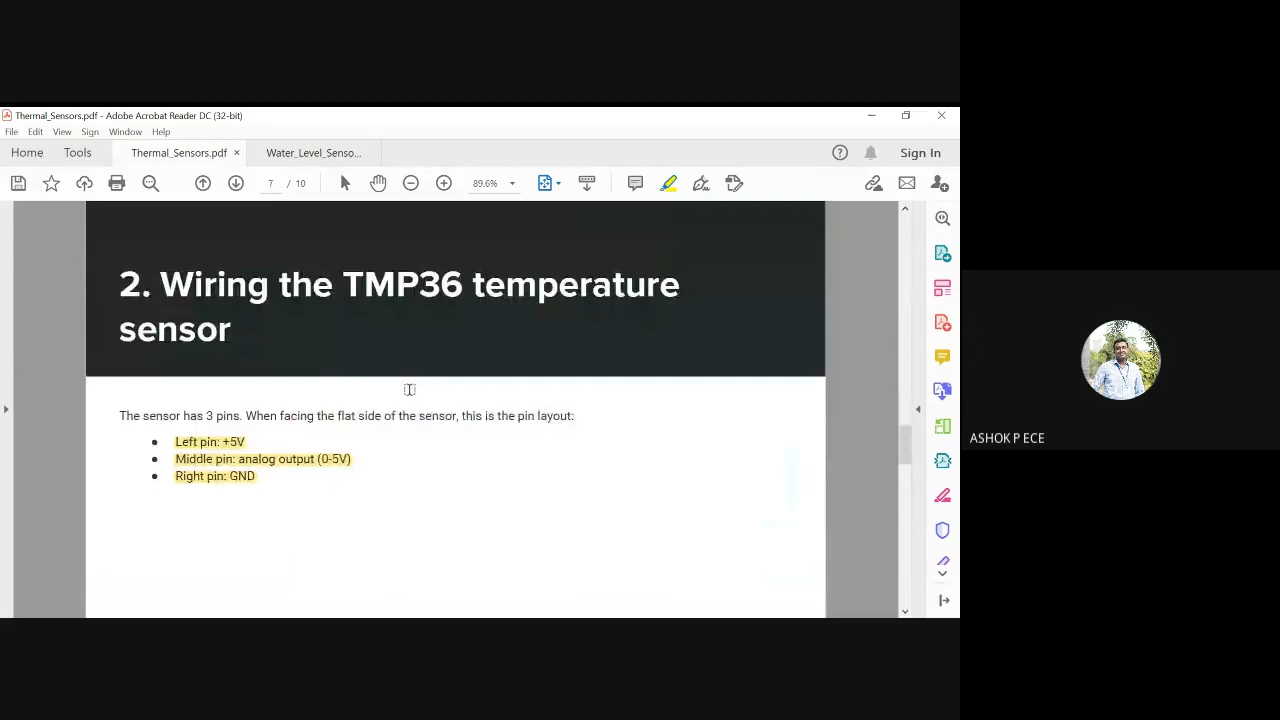 Thermal_Sensors.pdf - Adobe Acrobat Reader DC (32-bit)
File Edit View Sign Window Help
Home Tools Thermal_Sensors.pdf × Water_Level_Senso... Sign In
7 / 10 89.6%
2. Wiring the TMP36 temperature
sensor
The sensor has 3 pins. When facing the flat side of the sensor, this is the pin layout:
● Left pin: +5V
● Middle pin: analog output (0-5V)
● Right pin: GND
ASHOK P ECE